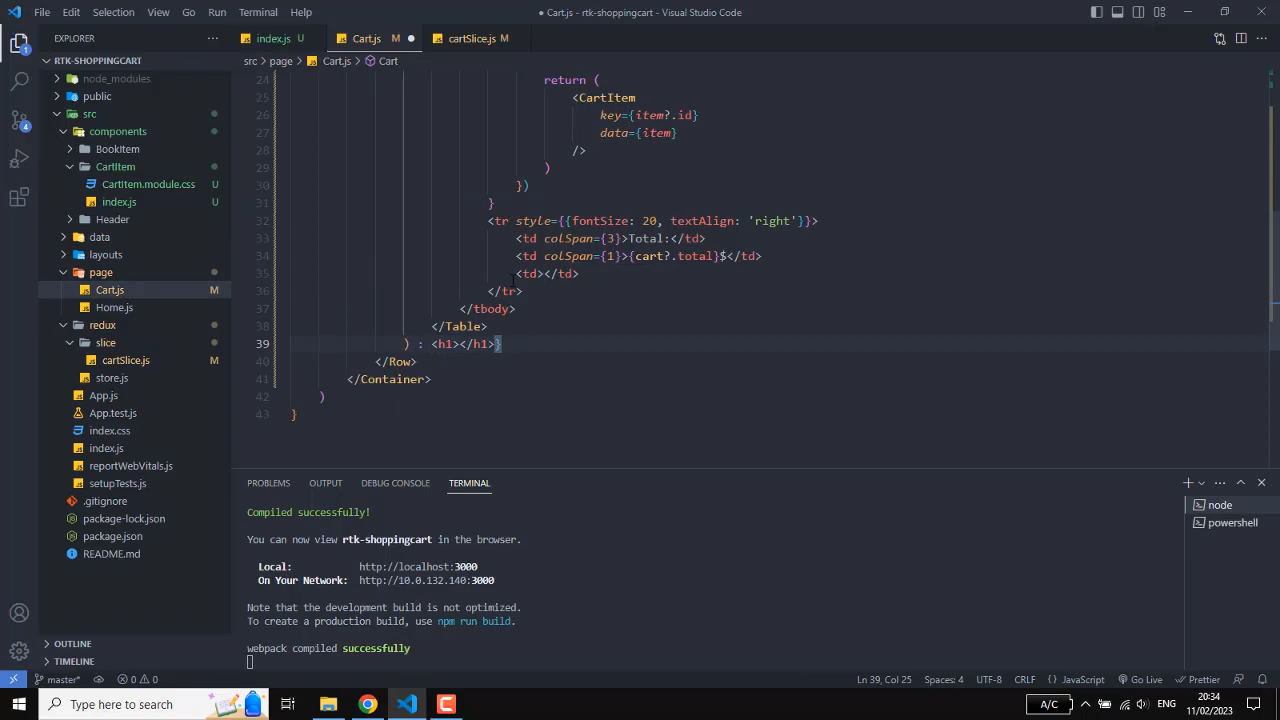 File Edit Selection View Go Run Terminal Help
● Cart.js - rtk-shoppingcart - Visual Studio Code
EXPLORER
index.js U
Cart.js M
cartSlice.js M
src > page > Cart.js > Cart
RTK-SHOPPINGCART
node_modules
public
src
components
BookItem
CartItem
CartItem.module.css U
index.js U
Header
data
layouts
page
Cart.js M
Home.js
redux
slice
cartSlice.js M
store.js
App.js
App.test.js
index.css
index.js
reportWebVitals.js
setupTests.js
.gitignore
package-lock.json
package.json
README.md
OUTLINE
TIMELINE
24 return (
25 <CartItem
26 key={item?.id}
27 data={item}
28 />
29 )
30 })
31 }
32 <tr style={{fontSize: 20, textAlign: 'right'}}>
33 <td colSpan={3}>Total:</td>
34 <td colSpan={1}>{cart?.total}$</td>
35 <td></td>
36 </tr>
37 </tbody>
38 </Table>
39 ) : <h1></h1>}
40 </Row>
41 </Container>
42 )
43 }
PROBLEMS OUTPUT DEBUG CONSOLE TERMINAL
Compiled successfully!
You can now view rtk-shoppingcart in the browser.
Local: http://localhost:3000
On Your Network: http://10.0.132.140:3000
Note that the development build is not optimized.
To create a production build, use npm run build.
webpack compiled successfully
node
powershell
1
4
master* 0 0
Ln 39, Col 25 Spaces: 4 UTF-8 CRLF {} JavaScript Go Live Prettier
Type here to search
A/C
ENG
20:34
11/02/2023